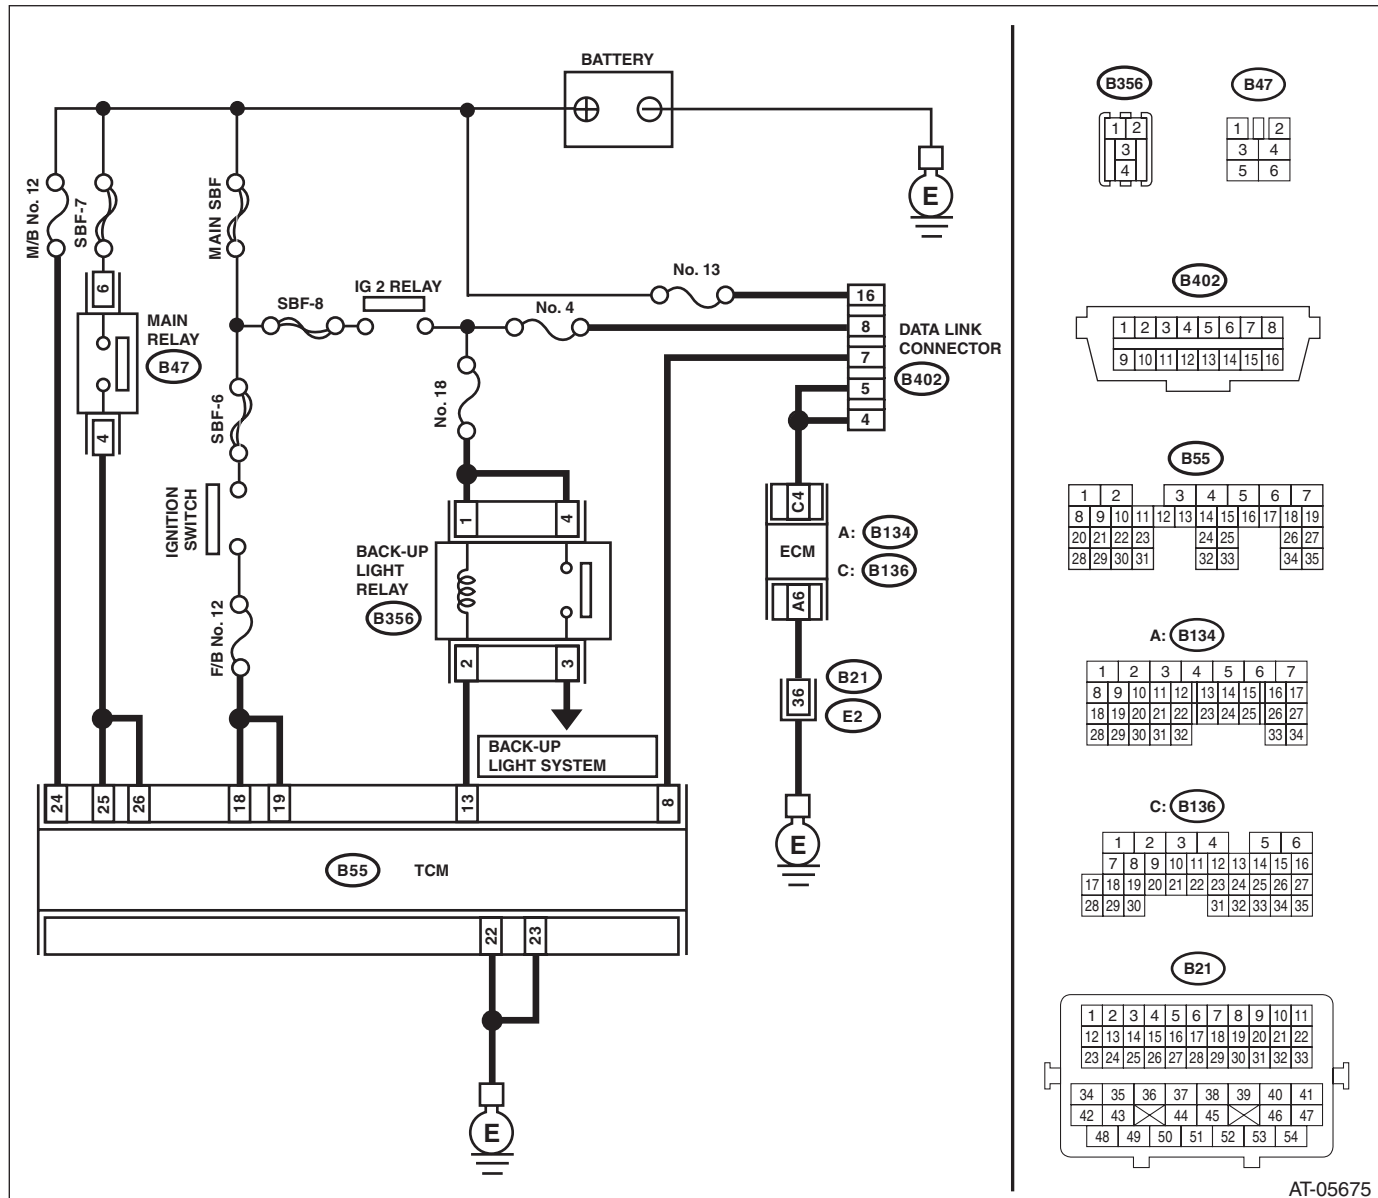 BATTERY
M/B No. 12
SBF-7
MAIN SBF
E
No. 13
IG 2 RELAY
SBF-8
No. 4
6
MAIN
RELAY
B47
4
16
8
7
5
4
DATA LINK
CONNECTOR
B402
No. 18
SBF-6
IGNITION
SWITCH
F/B No. 12
1
4
BACK-UP
LIGHT
RELAY
B356
2
3
C4
ECM
A6
A: B134
C: B136
36
B21
E2
E
BACK-UP
LIGHT SYSTEM
24
25
26
18
19
13
8
B55 TCM
22
23
E
B356
1 2
3
4
B47
1 2
3 4
5 6
B402
1 2 3 4 5 6 7 8
9 10 11 12 13 14 15 16
B55
1 2 3 4 5 6 7
8 9 10 11 12 13 14 15 16 17 18 19
20 21 22 23 24 25 26 27
28 29 30 31 32 33 34 35
A: B134
1 2 3 4 5 6 7
8 9 10 11 12 13 14 15 16 17
18 19 20 21 22 23 24 25 26 27
28 29 30 31 32 33 34
C: B136
1 2 3 4 5 6
7 8 9 10 11 12 13 14 15 16
17 18 19 20 21 22 23 24 25 26 27
28 29 30 31 32 33 34 35
B21
1 2 3 4 5 6 7 8 9 10 11
12 13 14 15 16 17 18 19 20 21 22
23 24 25 26 27 28 29 30 31 32 33
34 35 36 37 38 39 40 41
42 43 44 45 46 47
48 49 50 51 52 53 54
AT-05675